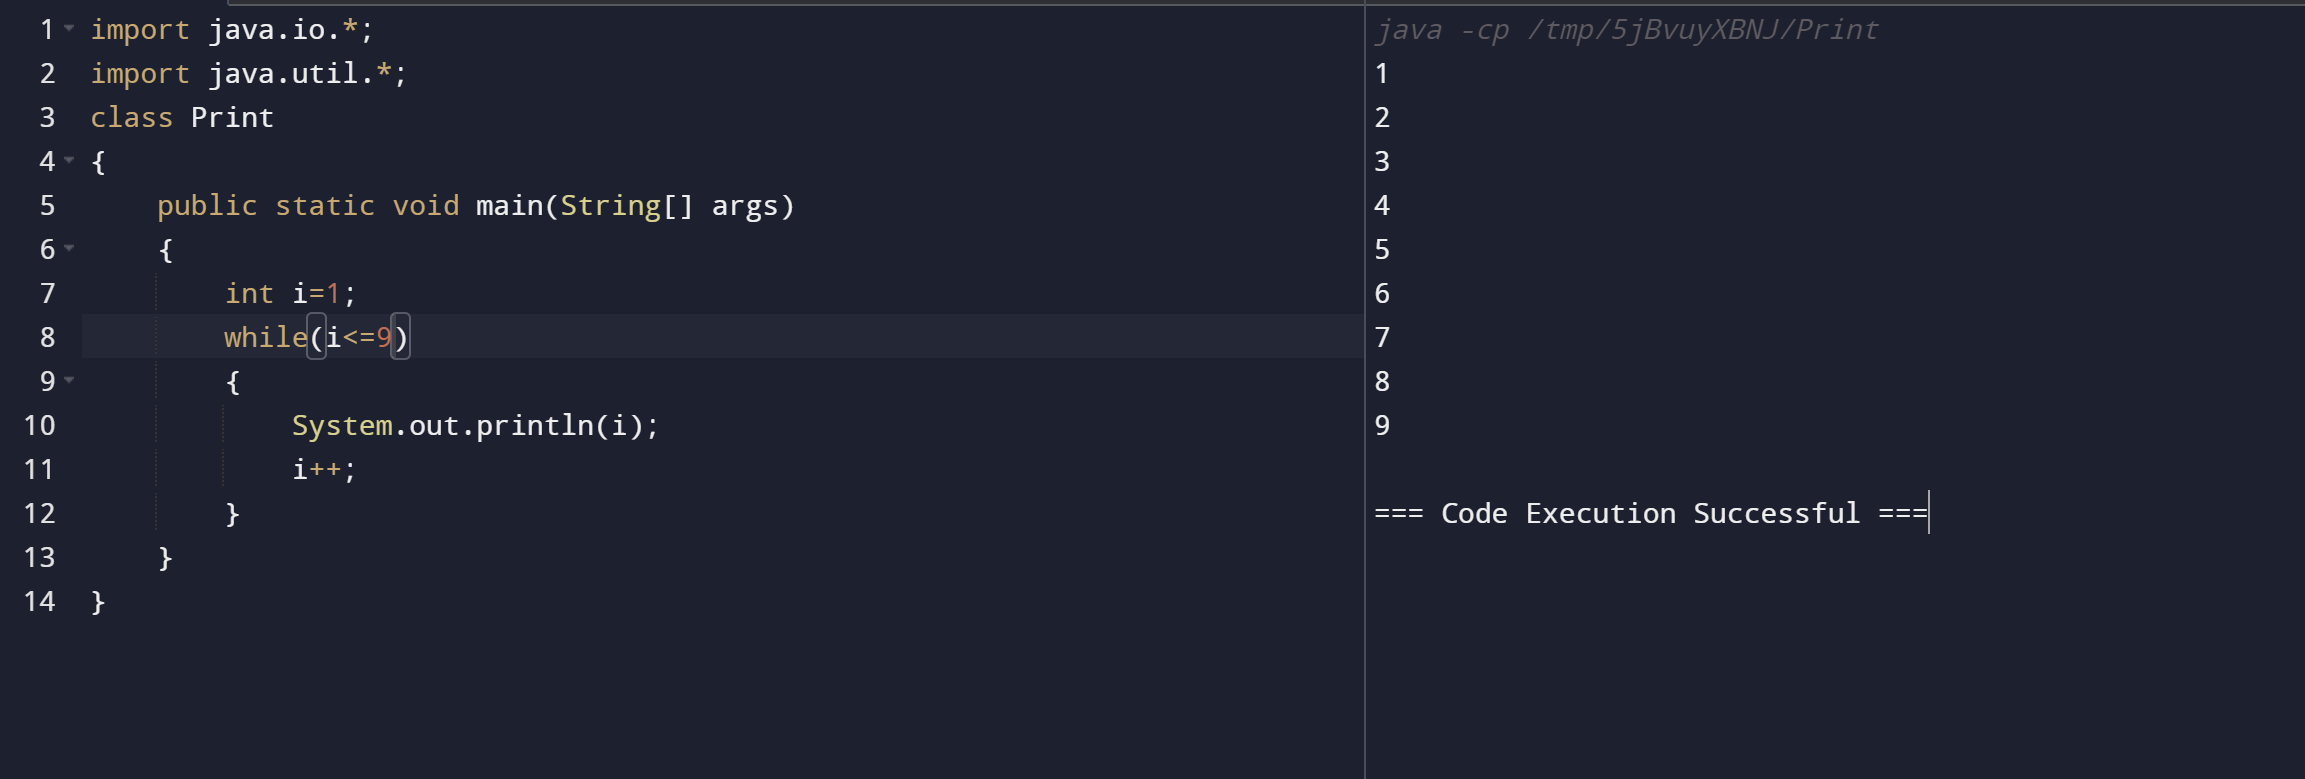 1 import java.io.*;
2 import java.util.*;
3 class Print
4 {
5     public static void main(String[] args)
6     {
7         int i=1;
8         while(i<=9)
9         {
10             System.out.println(i);
11             i++;
12         }
13     }
14 }
java -cp /tmp/5jBvuyXBNJ/Print
1
2
3
4
5
6
7
8
9
=== Code Execution Successful ===